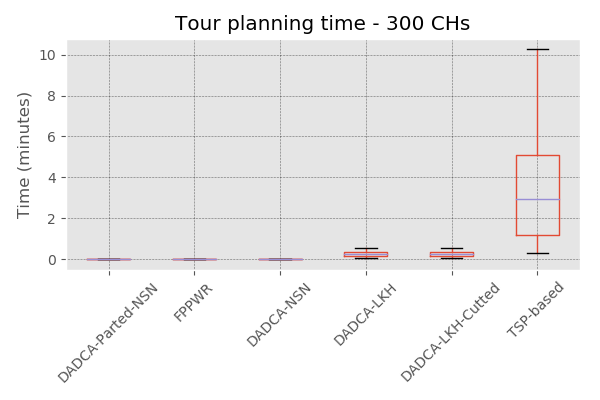 Tour planning time - 300 CHs
Time (minutes)
10
8
6
4
2
0
DADCA-Parted-NSN
FPPWR
DADCA-NSN
DADCA-LKH
DADCA-LKH-Cutted
TSP-based